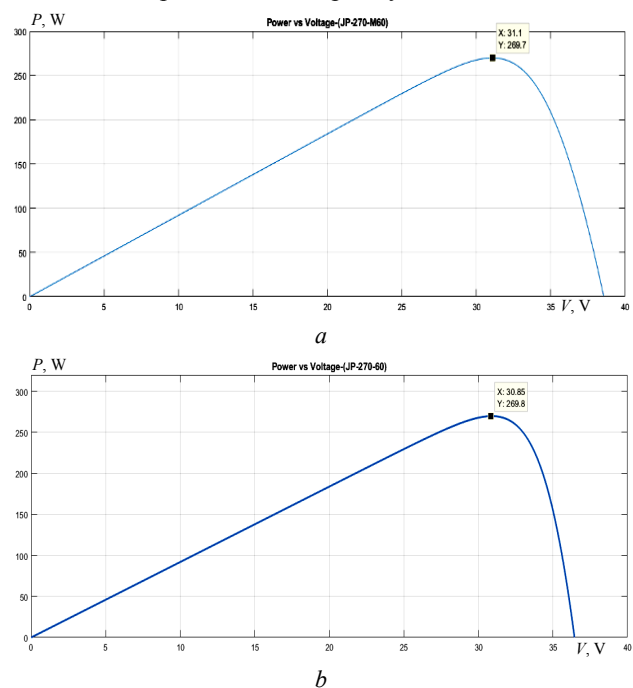 P, W
Power vs Voltage-(JP-270-M60)
X: 31.1
Y: 269.7
300
250
200
150
100
50
0
0 5 10 15 20 25 30 35 V, V 40
a
P, W
Power vs Voltage-(JP-270-60)
X: 30.85
Y: 269.8
300
250
200
150
100
50
0
0 5 10 15 20 25 30 35 V, V 40
b